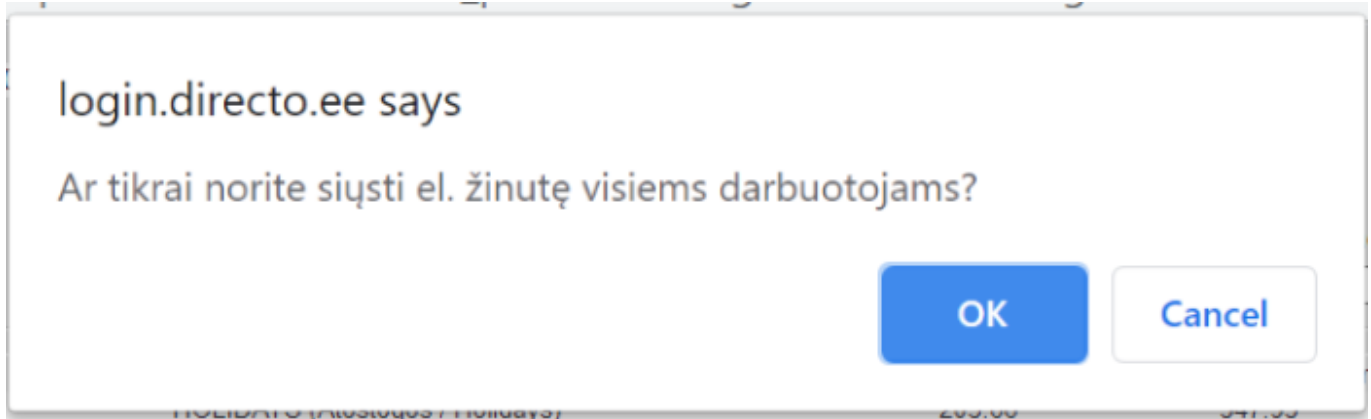 login.directo.ee says
Ar tikrai norite siųsti el. žinutę visiems darbuotojams?
OK
Cancel